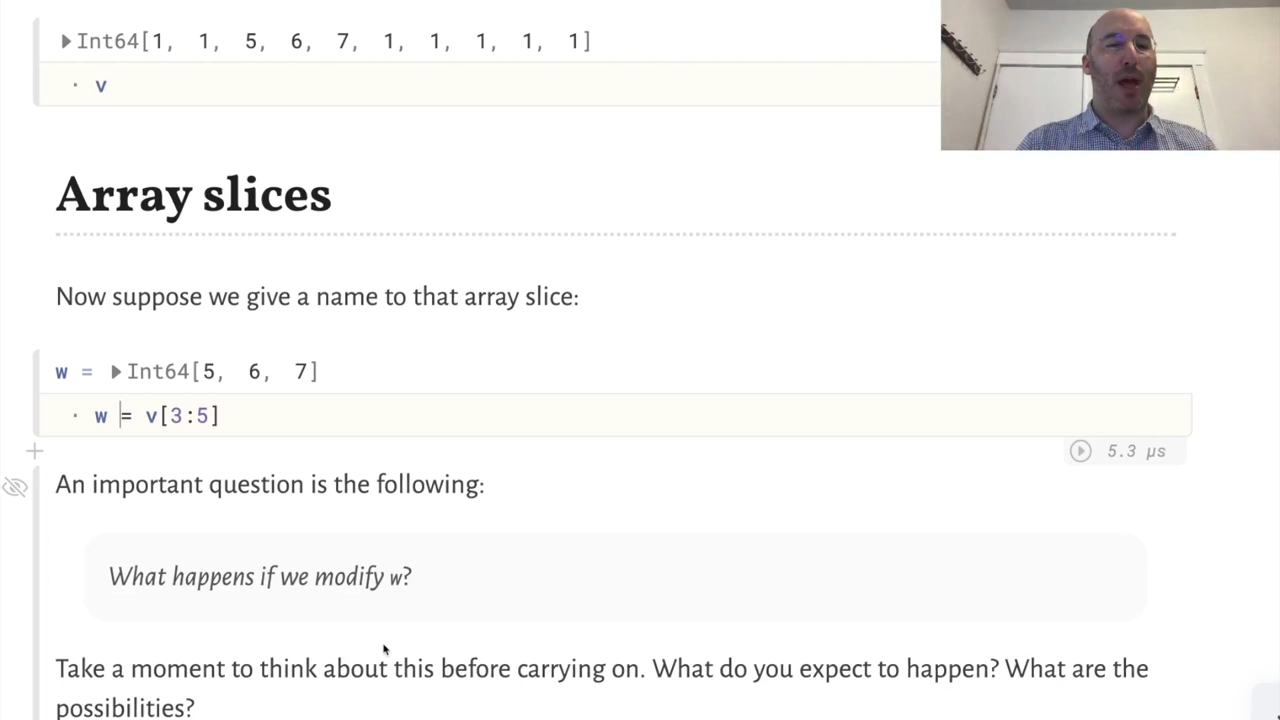 Int64[1, 1, 5, 6, 7, 1, 1, 1, 1, 1]
v
Array slices
Now suppose we give a name to that array slice:
w = Int64[5, 6, 7]
w = v[3:5]
5.3 μs
An important question is the following:
What happens if we modify w?
Take a moment to think about this before carrying on. What do you expect to happen? What are the
possibilities?